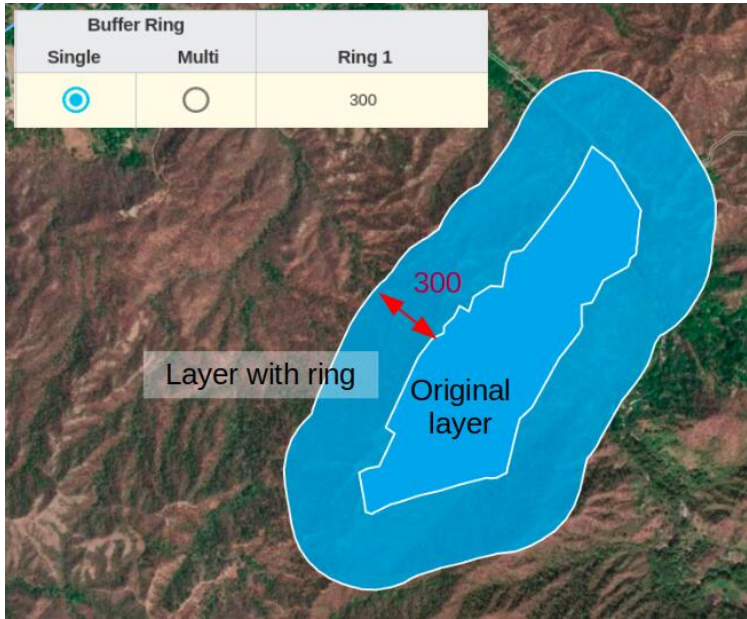 Buffer Ring
Single Multi Ring 1
300
300
Layer with ring
Original
layer